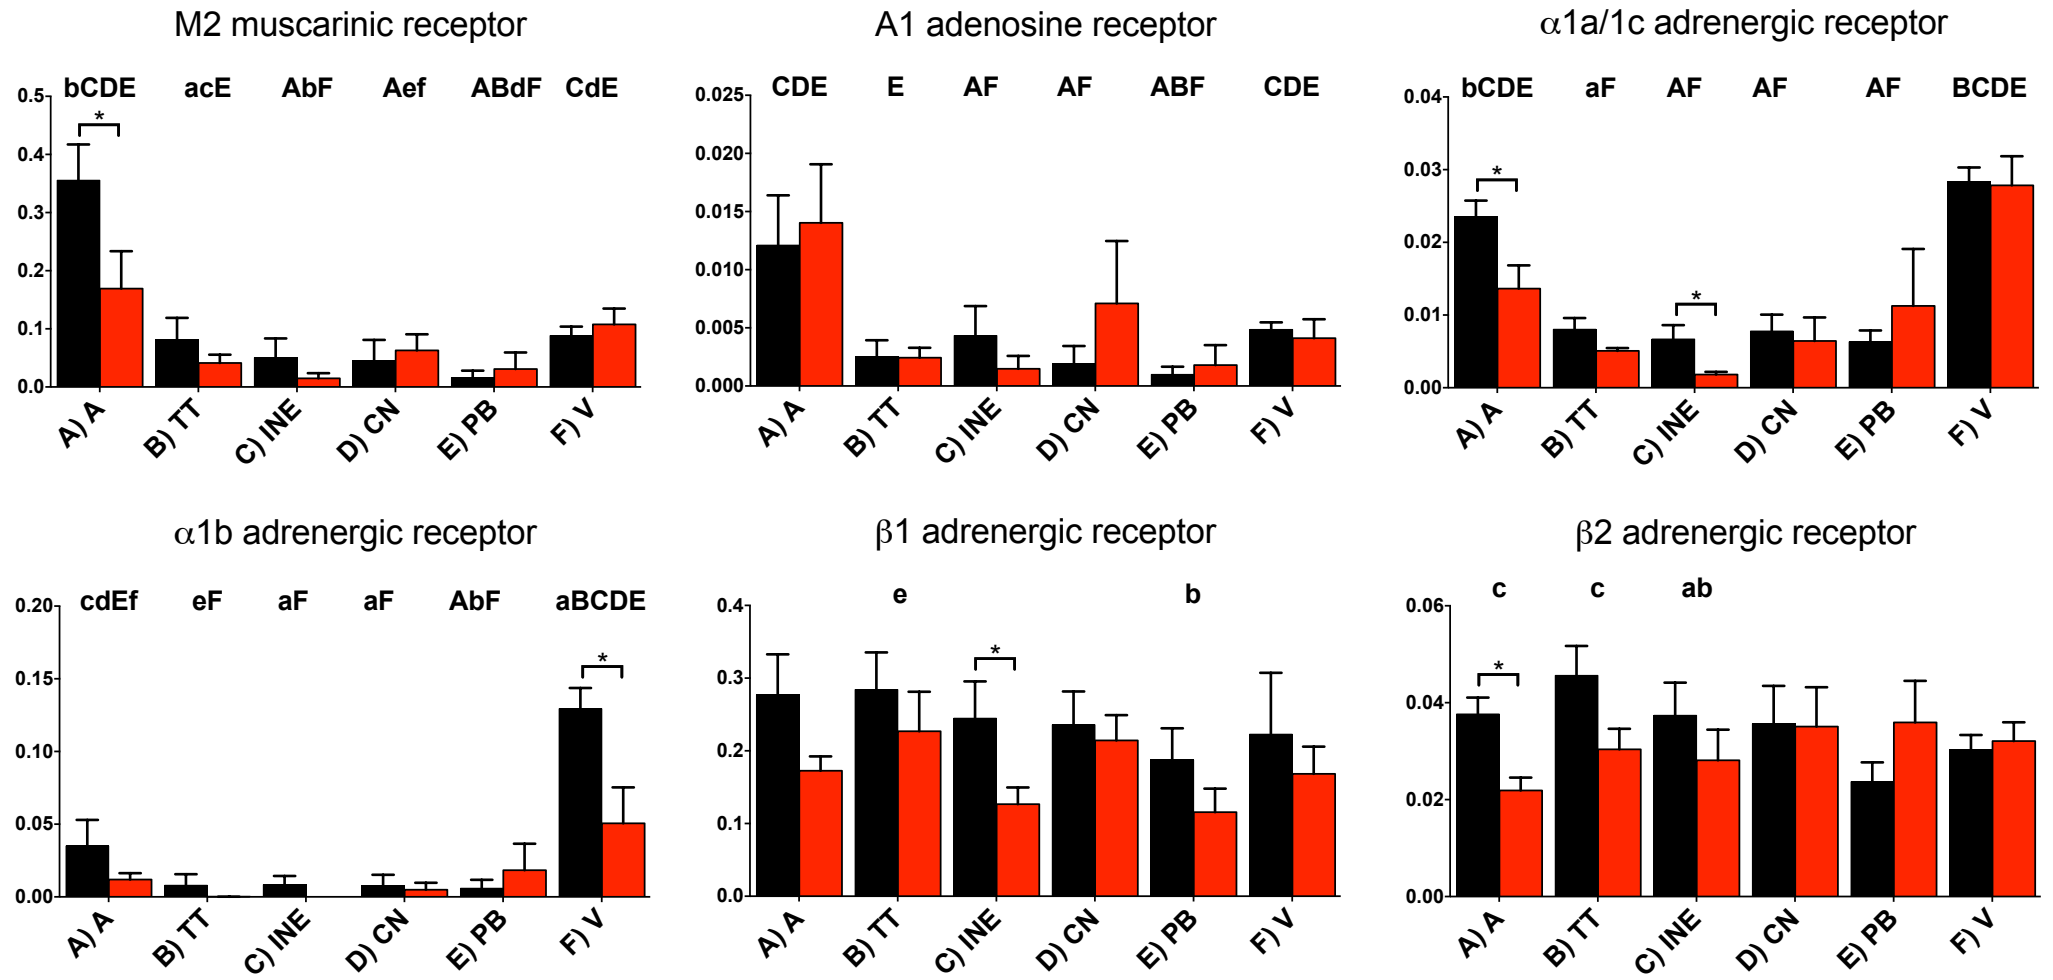 M2 muscarinic receptor
bCDE acE AbF Aef ABdF CdE
*
0.5
0.4
0.3
0.2
0.1
0.0
A) A B) TT C) INE D) CN E) PB F) V
A1 adenosine receptor
CDE E AF AF ABF CDE
0.025
0.020
0.015
0.010
0.005
0.000
A) A B) TT C) INE D) CN E) PB F) V
α1a/1c adrenergic receptor
bCDE aF AF AF AF BCDE
* *
0.04
0.03
0.02
0.01
0.00
A) A B) TT C) INE D) CN E) PB F) V
α1b adrenergic receptor
cdEf eF aF aF AbF aBCDE
*
0.20
0.15
0.10
0.05
0.00
A) A B) TT C) INE D) CN E) PB F) V
β1 adrenergic receptor
e b
*
0.4
0.3
0.2
0.1
0.0
A) A B) TT C) INE D) CN E) PB F) V
β2 adrenergic receptor
c c ab
*
0.06
0.04
0.02
0.00
A) A B) TT C) INE D) CN E) PB F) V